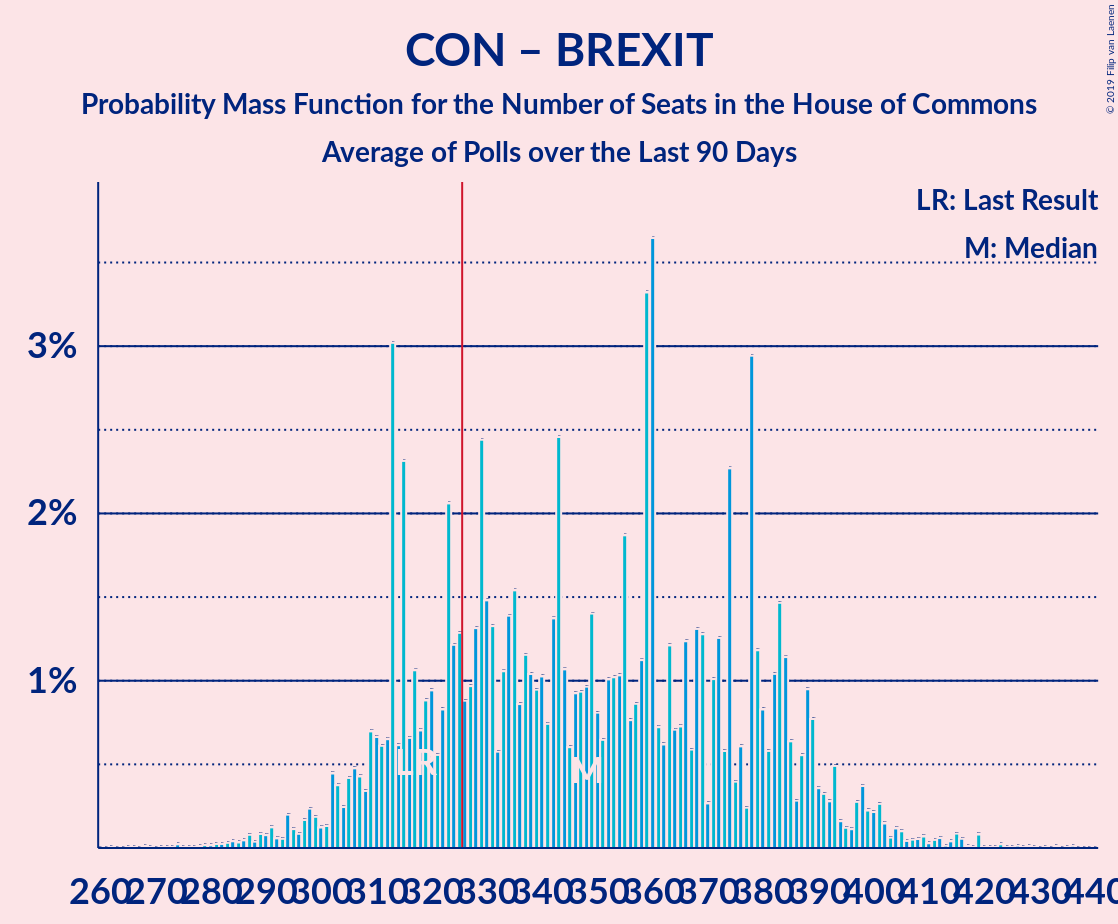 CON – BREXIT
Probability Mass Function for the Number of Seats in the House of Commons
Average of Polls over the Last 90 Days
© 2019 Filip van Laenen
LR: Last Result
M: Median
3%
2%
1%
LR
M
260 270 280 290 300 310 320 330 340 350 360 370 380 390 400 410 420 430 440